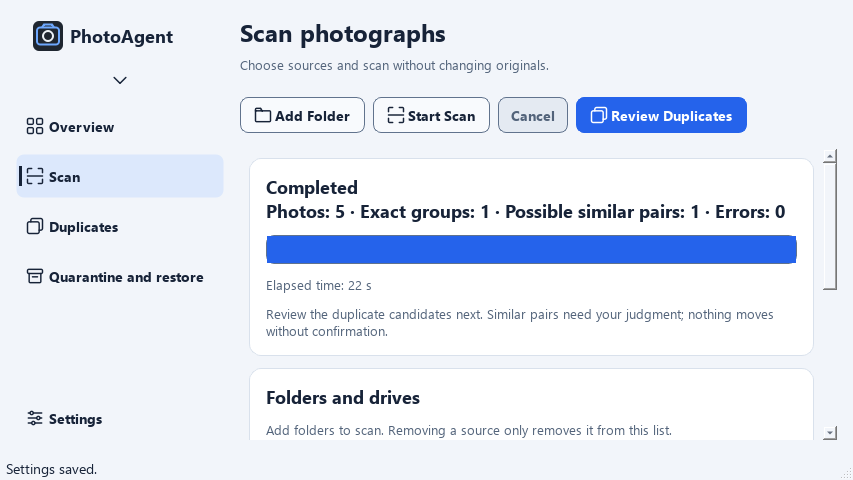 PhotoAgent
Overview
Scan
Duplicates
Quarantine and restore
Settings
Scan photographs
Choose sources and scan without changing originals.
Add Folder
Start Scan
Cancel
Review Duplicates
Completed
Photos: 5 · Exact groups: 1 · Possible similar pairs: 1 · Errors: 0
Elapsed time: 22 s
Review the duplicate candidates next. Similar pairs need your judgment; nothing moves
without confirmation.
Folders and drives
Add folders to scan. Removing a source only removes it from this list.
Settings saved.